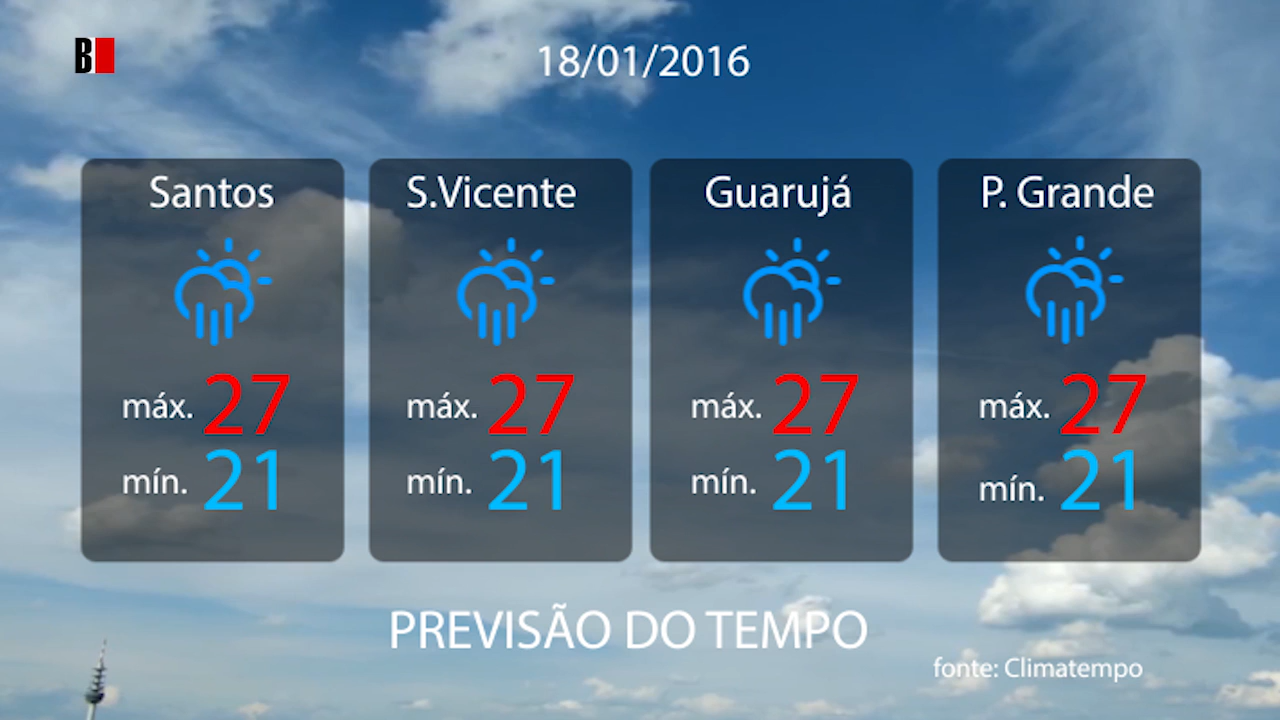 B
18/01/2016
Santos
máx. 27
mín. 21
S.Vicente
máx. 27
mín. 21
Guarujá
máx. 27
mín. 21
P. Grande
máx. 27
mín. 21
PREVISÃO DO TEMPO
fonte: Climatempo